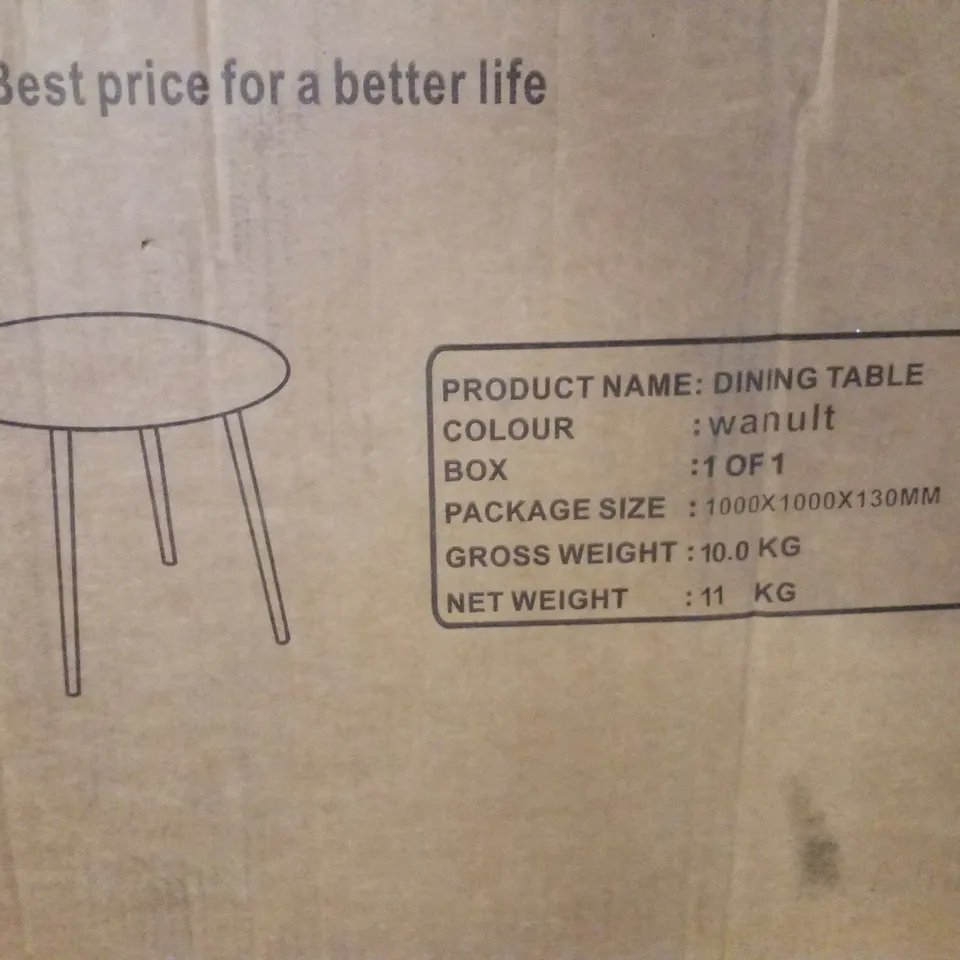 Best price for a better life
PRODUCT NAME: DINING TABLE
COLOUR : wanult
BOX :1 OF 1
PACKAGE SIZE : 1000X1000X130MM
GROSS WEIGHT : 10.0 KG
NET WEIGHT : 11 KG